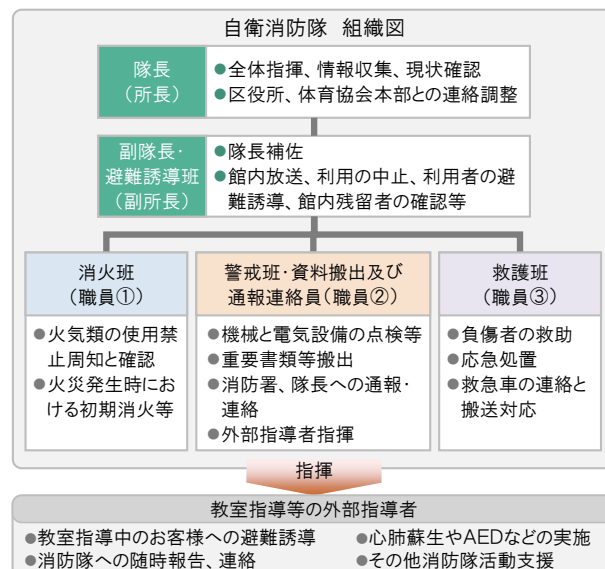 自衛消防隊 組織図
隊長
(所長)
●全体指揮、情報収集、現状確認
●区役所、体育協会本部との連絡調整
副隊長・
避難誘導班
(副所長)
●隊長補佐
●館内放送、利用の中止、利用者の避
難誘導、館内残留者の確認等
消火班
(職員①)
●火気類の使用禁
止周知と確認
●火災発生時にお
ける初期消火等
警戒班・資料搬出及び
通報連絡員(職員②)
●機械と電気設備の点検等
●重要書類等搬出
●消防署、隊長への通報・
連絡
●外部指導者指揮
救護班
(職員③)
●負傷者の救助
●応急処置
●救急車の連絡と
搬送対応
指揮
教室指導等の外部指導者
●教室指導中のお客様への避難誘導
●消防隊への随時報告、連絡
●心肺蘇生やAEDなどの実施
●その他消防隊活動支援